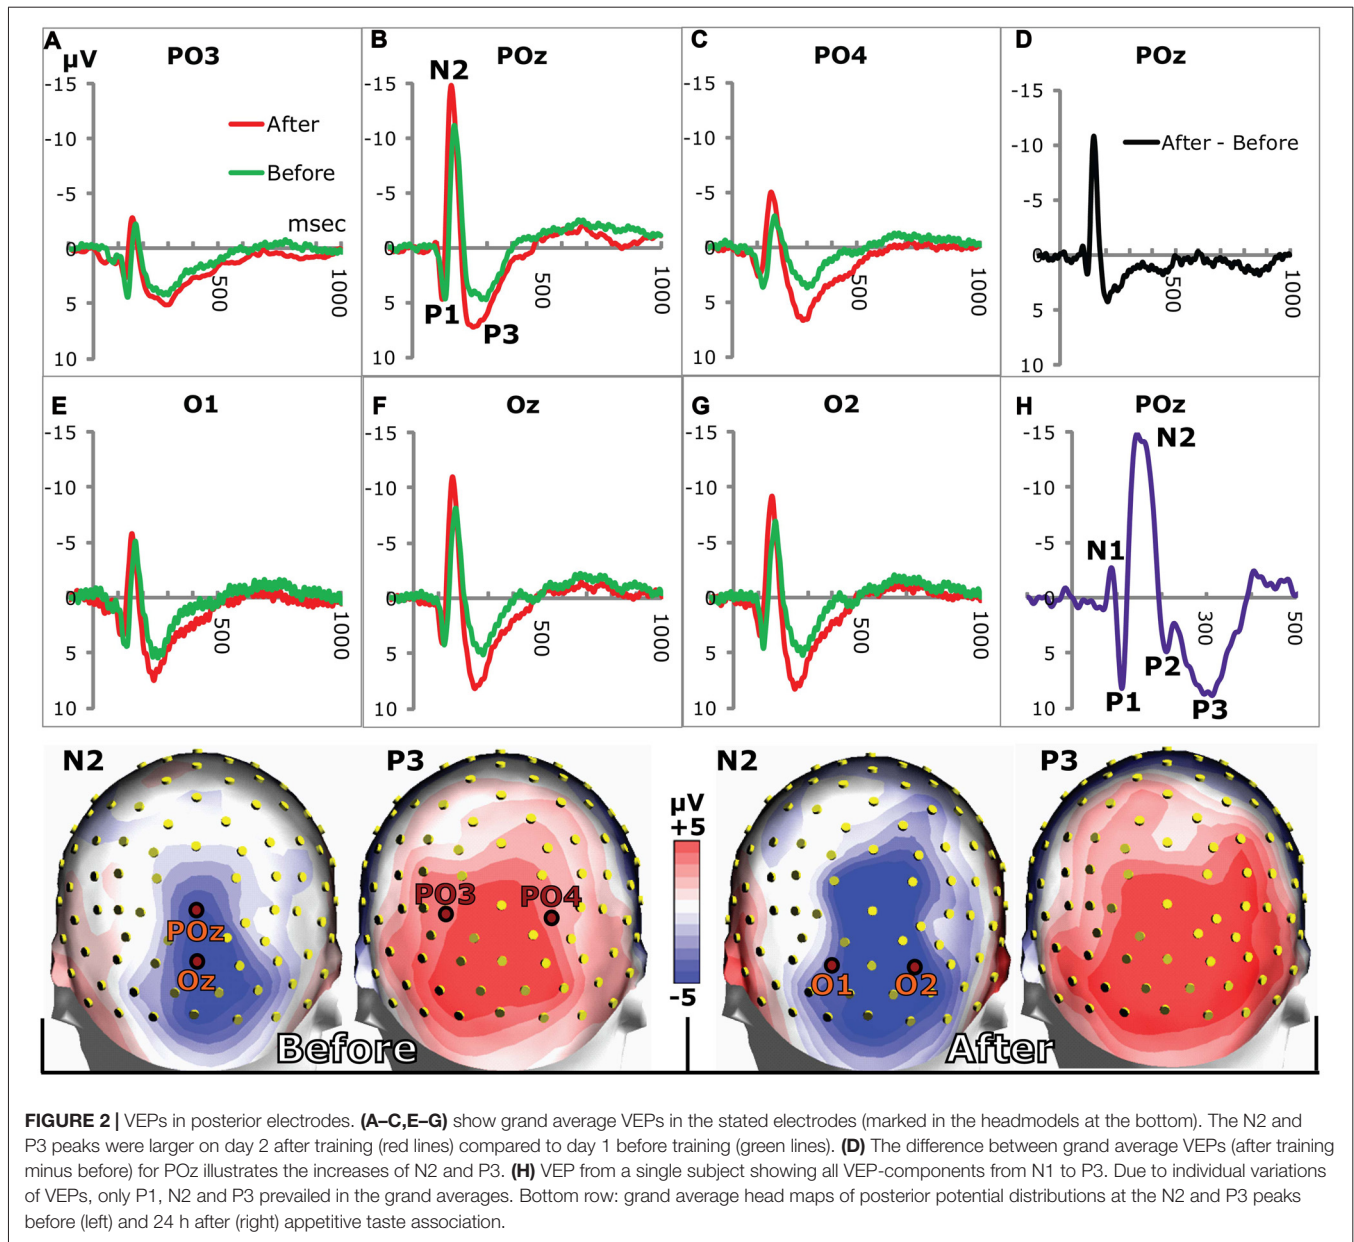 A
µV
PO3
-15
-10
-5
0
5
10
After
Before
msec
500
1000
B
POz
N2
-15
-10
-5
0
5
10
P1
P3
500
1000
C
PO4
-15
-10
-5
0
5
10
500
1000
D
POz
-15
-10
-5
0
5
10
After - Before
500
1000
E
O1
-15
-10
-5
0
5
10
500
1000
F
Oz
-15
-10
-5
0
5
10
500
1000
G
O2
-15
-10
-5
0
5
10
500
1000
H
POz
-15
-10
-5
0
5
10
N2
N1
P1
P2
P3
300
500
N2
POz
Oz
P3
PO3
PO4
Before
µV
+5
-5
N2
O1
O2
P3
After
FIGURE 2 | VEPs in posterior electrodes. (A–C,E–G) show grand average VEPs in the stated electrodes (marked in the headmodels at the bottom). The N2 and
P3 peaks were larger on day 2 after training (red lines) compared to day 1 before training (green lines). (D) The difference between grand average VEPs (after training
minus before) for POz illustrates the increases of N2 and P3. (H) VEP from a single subject showing all VEP-components from N1 to P3. Due to individual variations
of VEPs, only P1, N2 and P3 prevailed in the grand averages. Bottom row: grand average head maps of posterior potential distributions at the N2 and P3 peaks
before (left) and 24 h after (right) appetitive taste association.